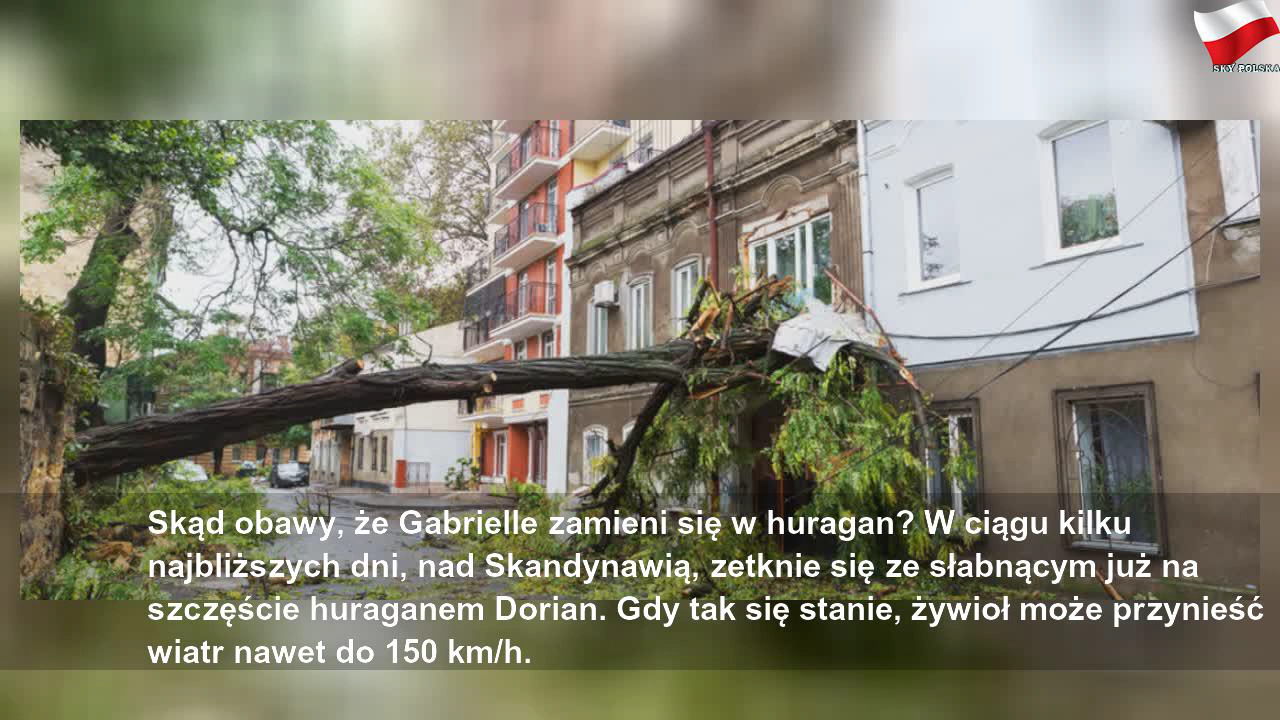 SKY POLSKA
Skąd obawy, że Gabrielle zamieni się w huragan? W ciągu kilku
najbliższych dni, nad Skandynawią, zetknie się ze słabnącym już na
szczęście huraganem Dorian. Gdy tak się stanie, żywioł może przynieść
wiatr nawet do 150 km/h.